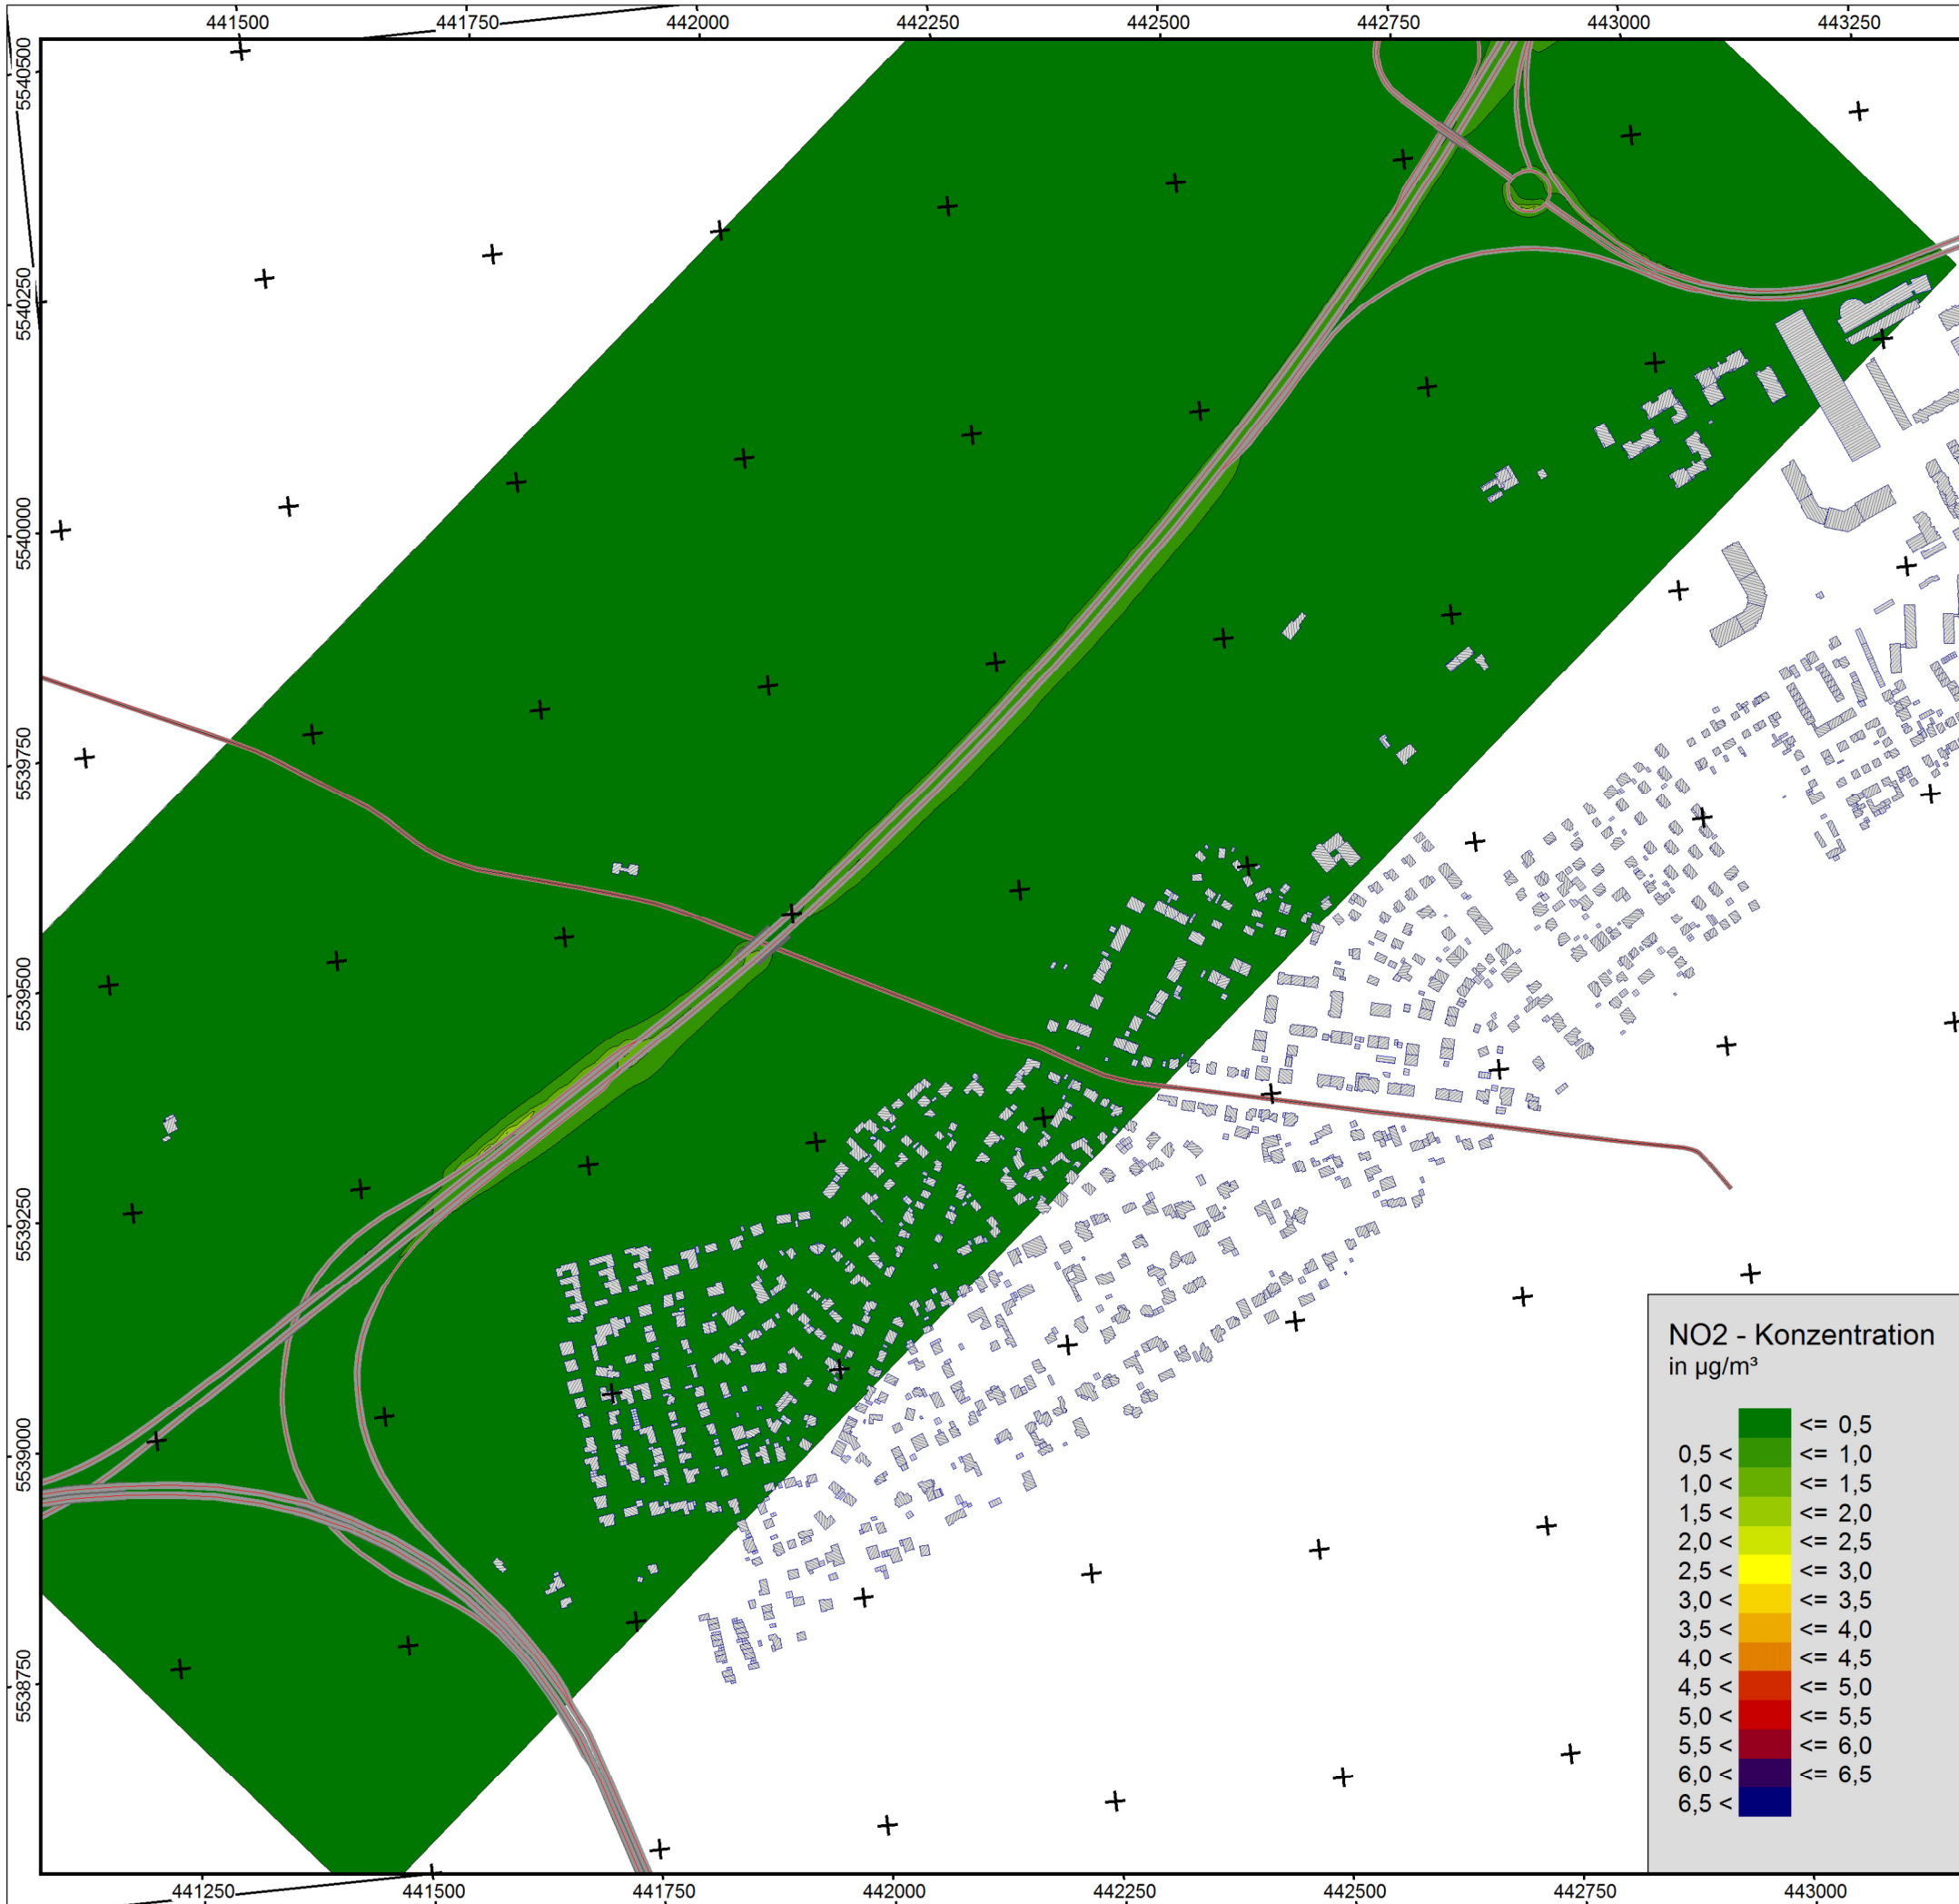 441500 441750 442000 442250 442500 442750 443000 443250
5540500
5540250
5540000
5539750
5539500
5539250
5539000
5538750
NO2 - Konzentration
in µg/m³
<= 0,5
0,5 < <= 1,0
1,0 < <= 1,5
1,5 < <= 2,0
2,0 < <= 2,5
2,5 < <= 3,0
3,0 < <= 3,5
3,5 < <= 4,0
4,0 < <= 4,5
4,5 < <= 5,0
5,0 < <= 5,5
5,5 < <= 6,0
6,0 < <= 6,5
6,5 <
441250 441500 441750 442000 442250 442500 442750 443000